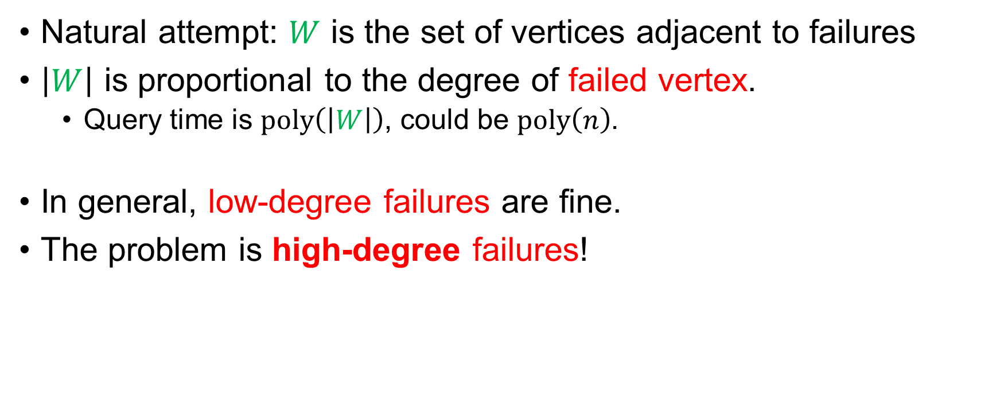 • Natural attempt: W is the set of vertices adjacent to failures
• |W| is proportional to the degree of failed vertex.
• Query time is poly(|W|), could be poly(n).
• In general, low-degree failures are fine.
• The problem is high-degree failures!